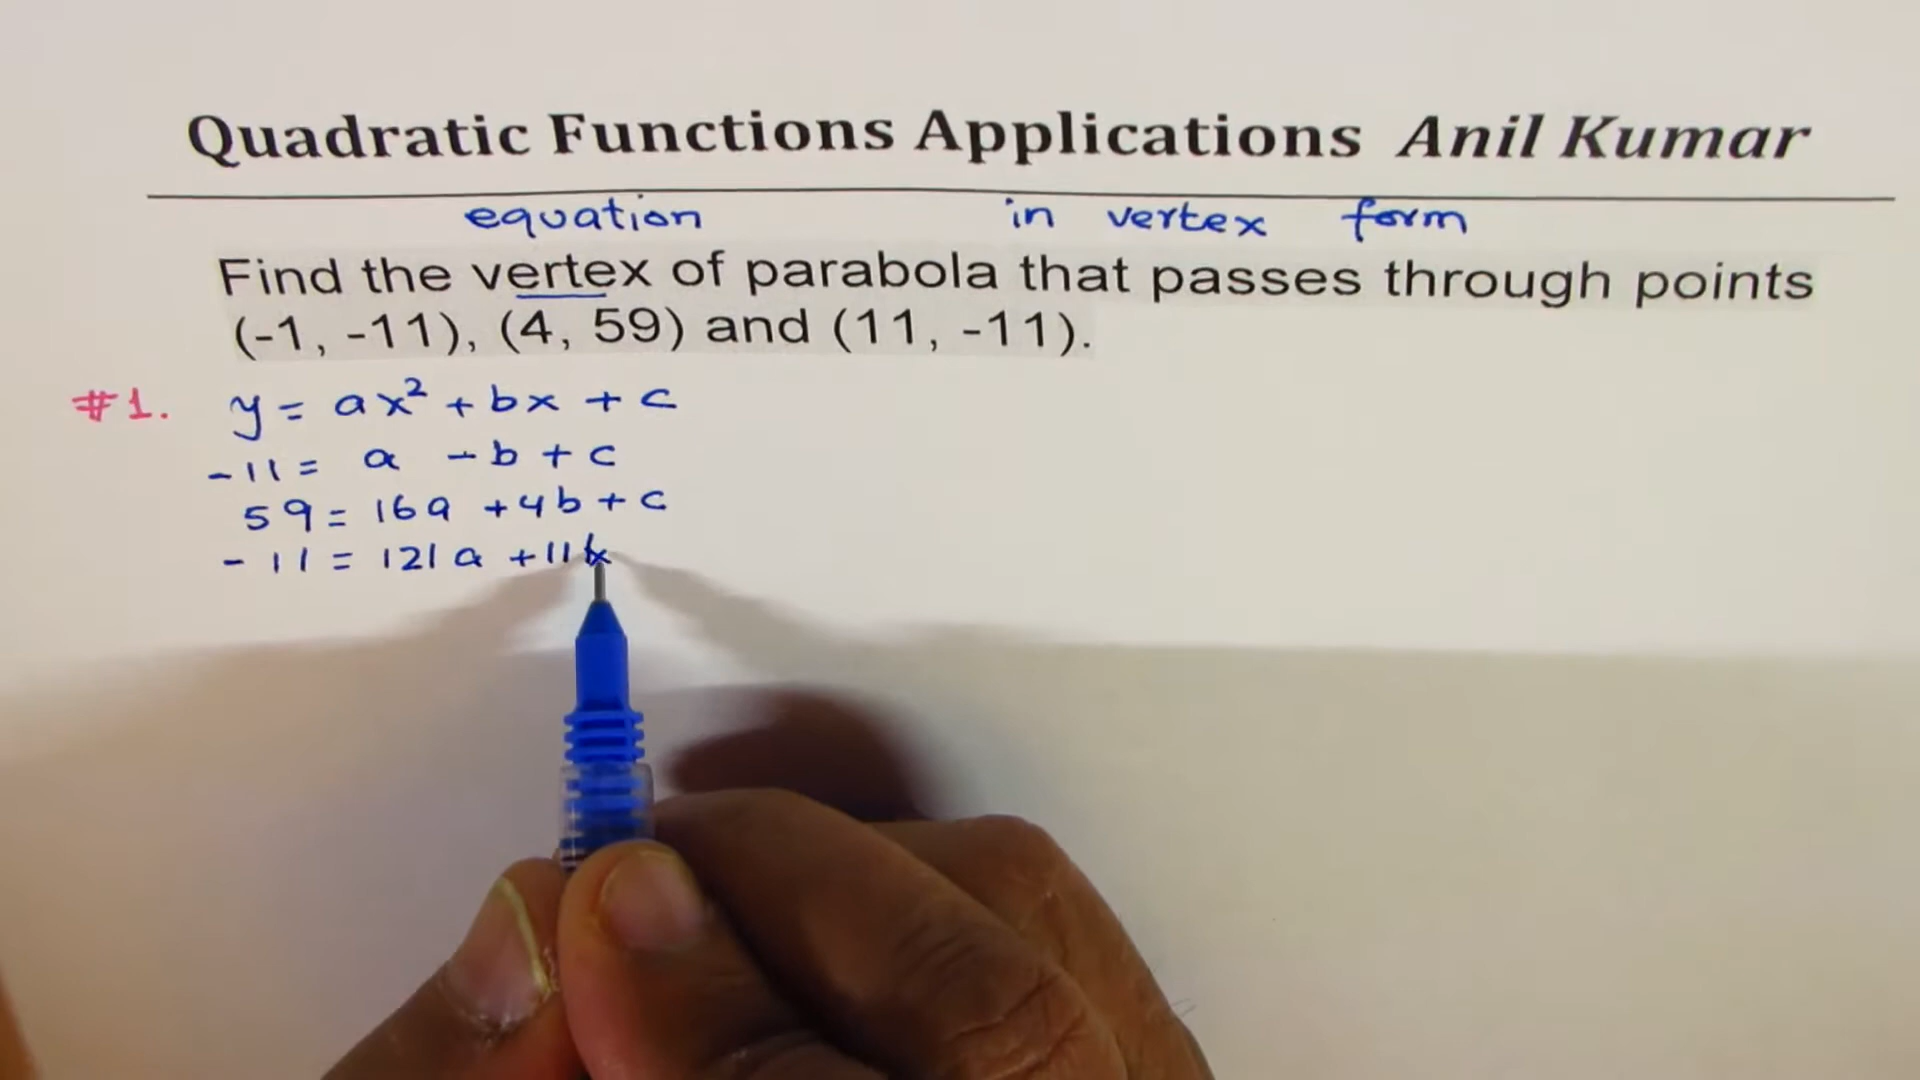 Quadratic Functions Applications Anil Kumar
equation in vertex form
Find the vertex of parabola that passes through points
(-1, -11), (4, 59) and (11, -11).
#1. y = ax² + bx + c
-11 = a - b + c
59 = 16a + 4b + c
-11 = 121a + 11b